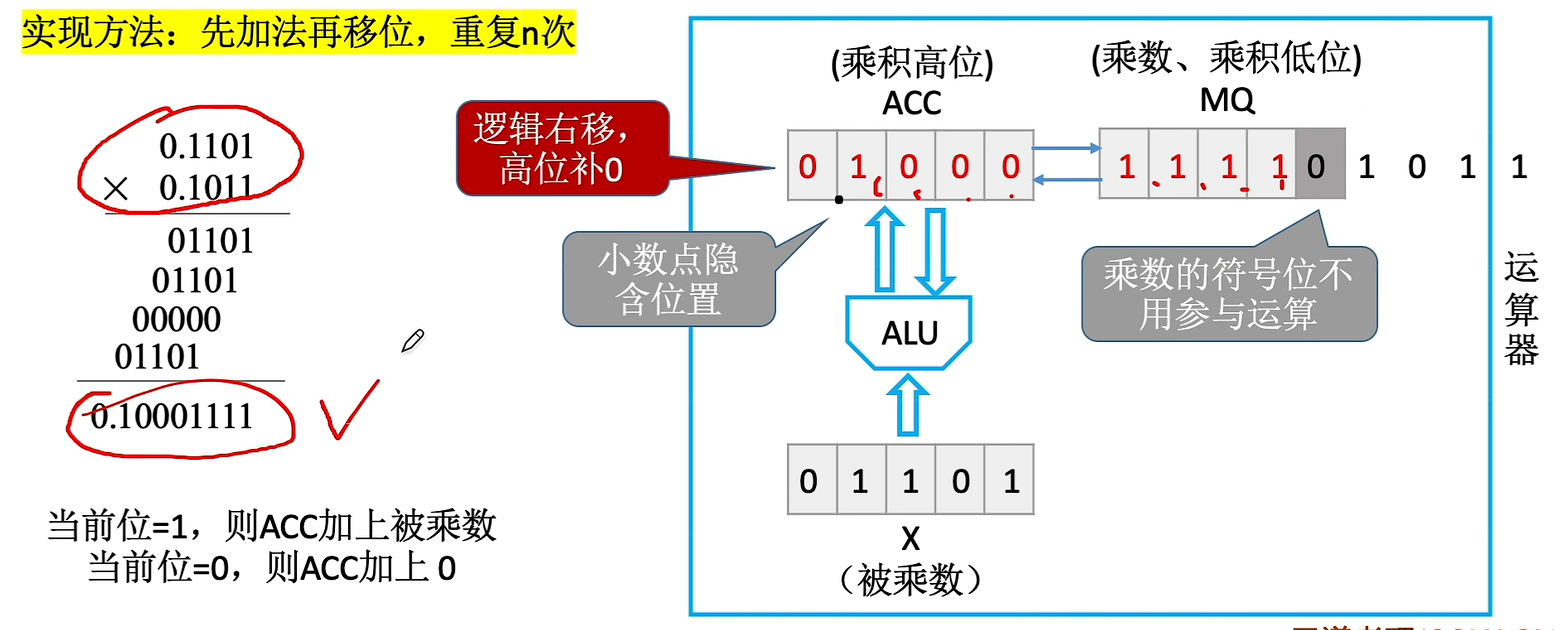 实现方法：先加法再移位，重复n次
0.1101
× 0.1011
01101
01101
00000
01101
0.10001111
当前位=1，则ACC加上被乘数
当前位=0，则ACC加上 0
逻辑右移，
高位补0
小数点隐
含位置
(乘积高位)
ACC
0 1 0 0 0
(乘数、乘积低位)
MQ
1 1 1 1 0 1 0 1 1
乘数的符号位不
用参与运算
ALU
0 1 1 0 1
X
（被乘数）
运
算
器